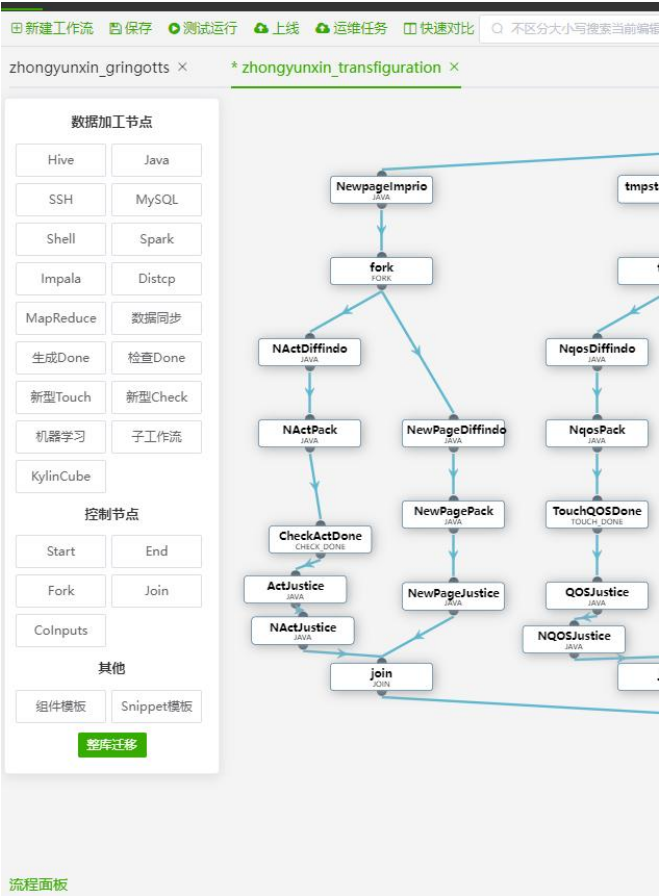 新建工作流 保存 测试运行 上线 运维任务 快速对比 不区分大小写搜索当前编辑
zhongyunxin_gringotts × * zhongyunxin_transfiguration ×
数据加工节点
Hive Java
SSH MySQL
Shell Spark
Impala Distcp
MapReduce 数据同步
生成Done 检查Done
新型Touch 新型Check
机器学习 子工作流
KylinCube
控制节点
Start End
Fork Join
CoInputs
其他
组件模板 Snippet模板
整库迁移
流程面板
NewpageImprio
JAVA
tmpst
fork
FORK
NActDiffindo
JAVA
NqosDiffindo
JAVA
NActPack
JAVA
NewPageDiffindo
JAVA
NqosPack
JAVA
CheckActDone
CHECK_DONE
NewPagePack
JAVA
TouchQOSDone
TOUCH_DONE
ActJustice
JAVA
NewPageJustice
JAVA
QOSJustice
JAVA
NActJustice
JAVA
NQOSJustice
JAVA
join
JOIN